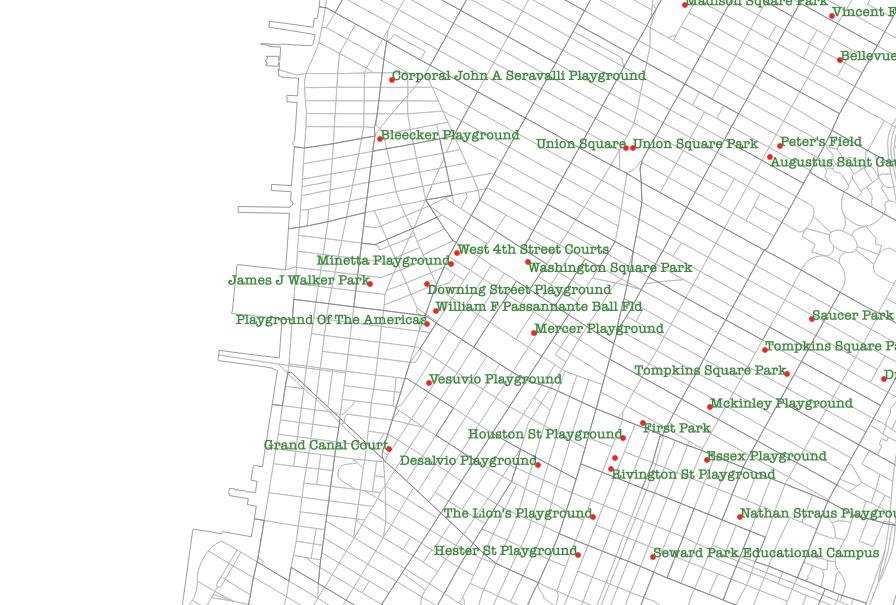 Madison Square Park
Vincent F
Bellevue
Corporal John A Seravalli Playground
Bleecker Playground
Union Square
Union Square Park
Peter's Field
Augustus Saint Gau
West 4th Street Courts
Minetta Playground
Washington Square Park
James J Walker Park
Downing Street Playground
William F Passannante Ball Fld
Saucer Park
Playground Of The Americas
Mercer Playground
Tompkins Square Pa
Tompkins Square Park
Vesuvio Playground
Mckinley Playground
Houston St Playground
First Park
Grand Canal Court
Desalvio Playground
Essex Playground
Rivington St Playground
The Lion's Playground
Nathan Straus Playgrou
Hester St Playground
Seward Park Educational Campus